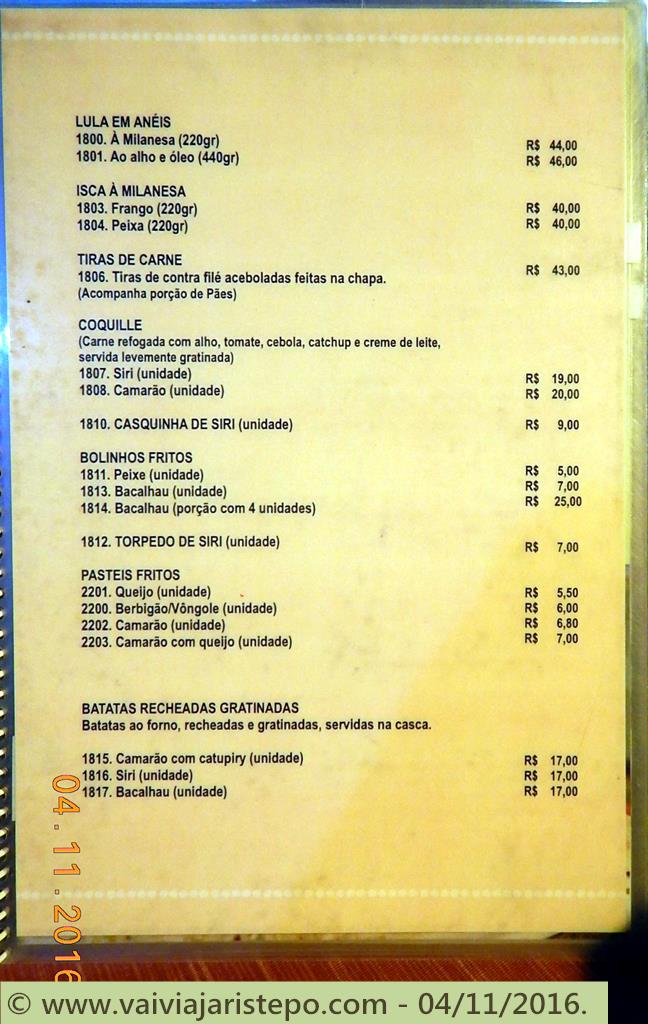 LULA EM ANÉIS
1800. À Milanesa (220gr) R$ 44,00
1801. Ao alho e óleo (440gr) R$ 46,00
ISCA À MILANESA
1803. Frango (220gr) R$ 40,00
1804. Peixa (220gr) R$ 40,00
TIRAS DE CARNE
1806. Tiras de contra filé aceboladas feitas na chapa. R$ 43,00
(Acompanha porção de Pães)
COQUILLE
(Carne refogada com alho, tomate, cebola, catchup e creme de leite,
servida levemente gratinada)
1807. Siri (unidade) R$ 19,00
1808. Camarão (unidade) R$ 20,00
1810. CASQUINHA DE SIRI (unidade) R$ 9,00
BOLINHOS FRITOS
1811. Peixe (unidade) R$ 5,00
1813. Bacalhau (unidade) R$ 7,00
1814. Bacalhau (porção com 4 unidades) R$ 25,00
1812. TORPEDO DE SIRI (unidade) R$ 7,00
PASTEIS FRITOS
2201. Queijo (unidade) R$ 5,50
2200. Berbigão/Vôngole (unidade) R$ 6,00
2202. Camarão (unidade) R$ 6,80
2203. Camarão com queijo (unidade) R$ 7,00
BATATAS RECHEADAS GRATINADAS
Batatas ao forno, recheadas e gratinadas, servidas na casca.
1815. Camarão com catupiry (unidade) R$ 17,00
1816. Siri (unidade) R$ 17,00
1817. Bacalhau (unidade) R$ 17,00
04.11.2016
© www.vaiviajaristepo.com - 04/11/2016.